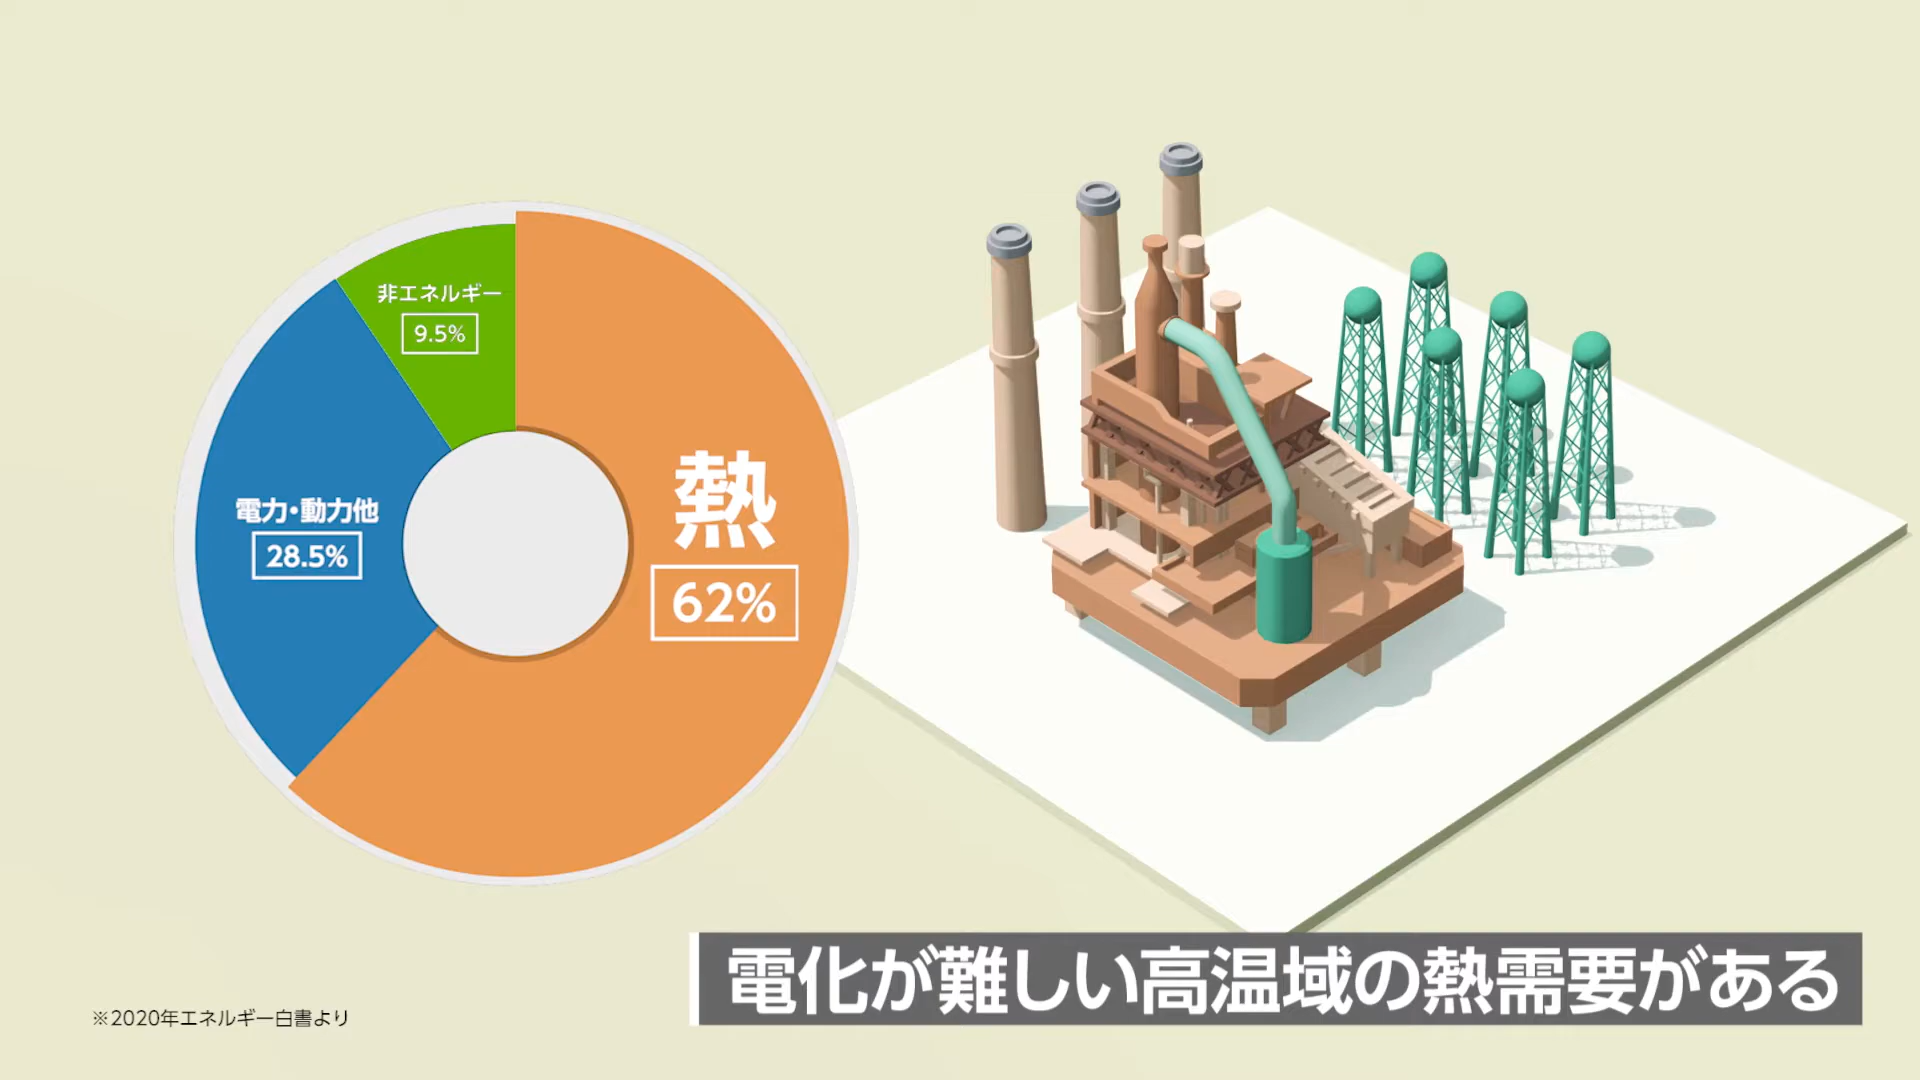 非エネルギー
9.5%
電力・動力他
28.5%
熱
62%
電化が難しい高温域の熱需要がある
※2020年エネルギー白書より